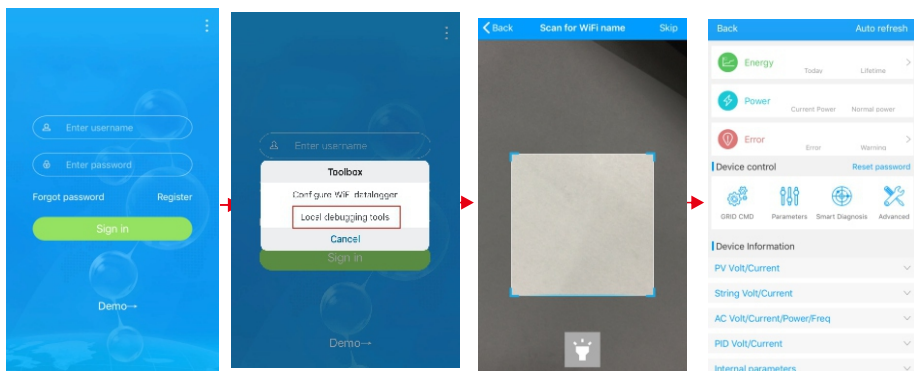 Enter username
Enter password
Forgot password Register
Sign in
Demo→
Enter username
Toolbox
Configure WiFi datalogger
Local debugging tools
Cancel
Sign in
Demo→
Back Scan for WiFi name Skip
Back Auto refresh
Energy
Today Lifetime
Power
Current Power Normal power
Error
Error Warning
Device control Reset password
GRID CMD Parameters Smart Diagnosis Advanced
Device Information
PV Volt/Current
String Volt/Current
AC Volt/Current/Power/Freq
PID Volt/Current
Internal parameters